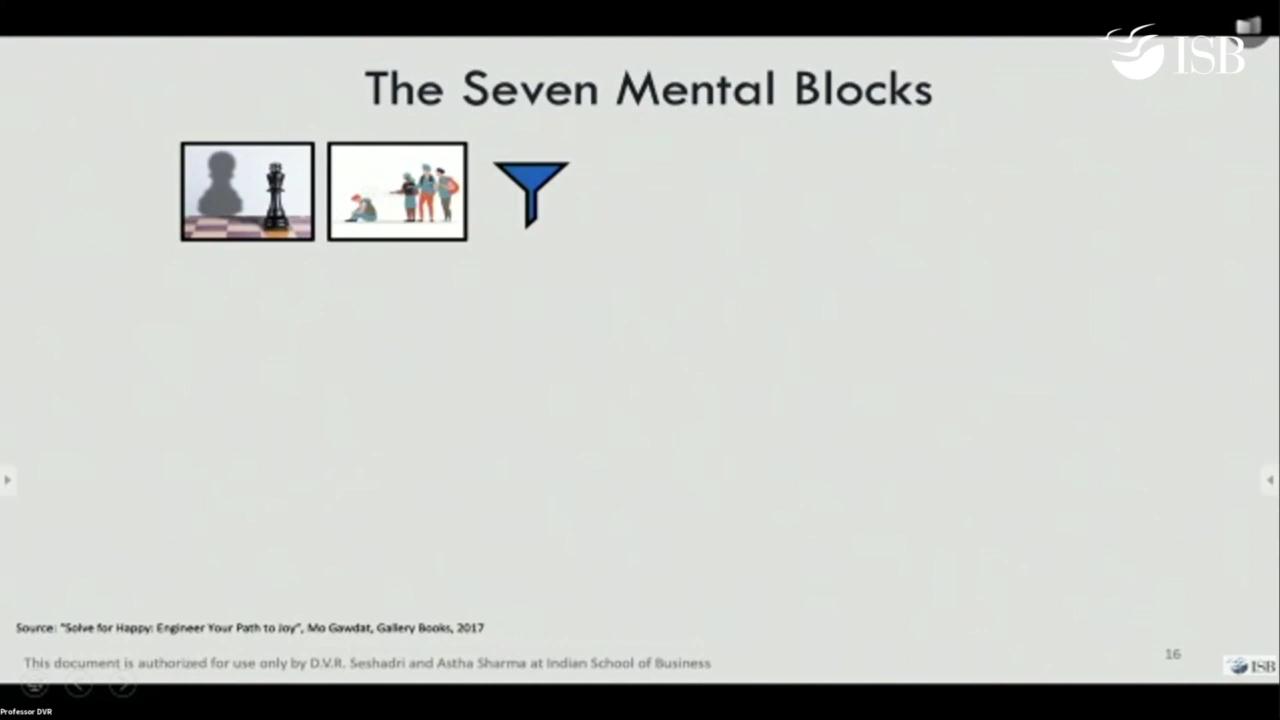 ISB
The Seven Mental Blocks
Source: "Solve for Happy: Engineer Your Path to Joy", Mo Gawdat, Gallery Books, 2017
16
This document is authorized for use only by D.V.R. Seshadri and Astha Sharma at Indian School of Business
ISB
Professor DVR